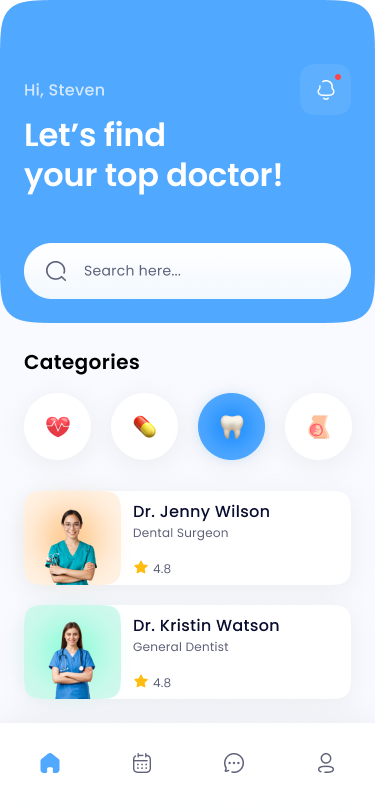 Hi, Steven
Let’s find
your top doctor!
Search here...
Categories
Dr. Jenny Wilson
Dental Surgeon
4.8
Dr. Kristin Watson
General Dentist
4.8